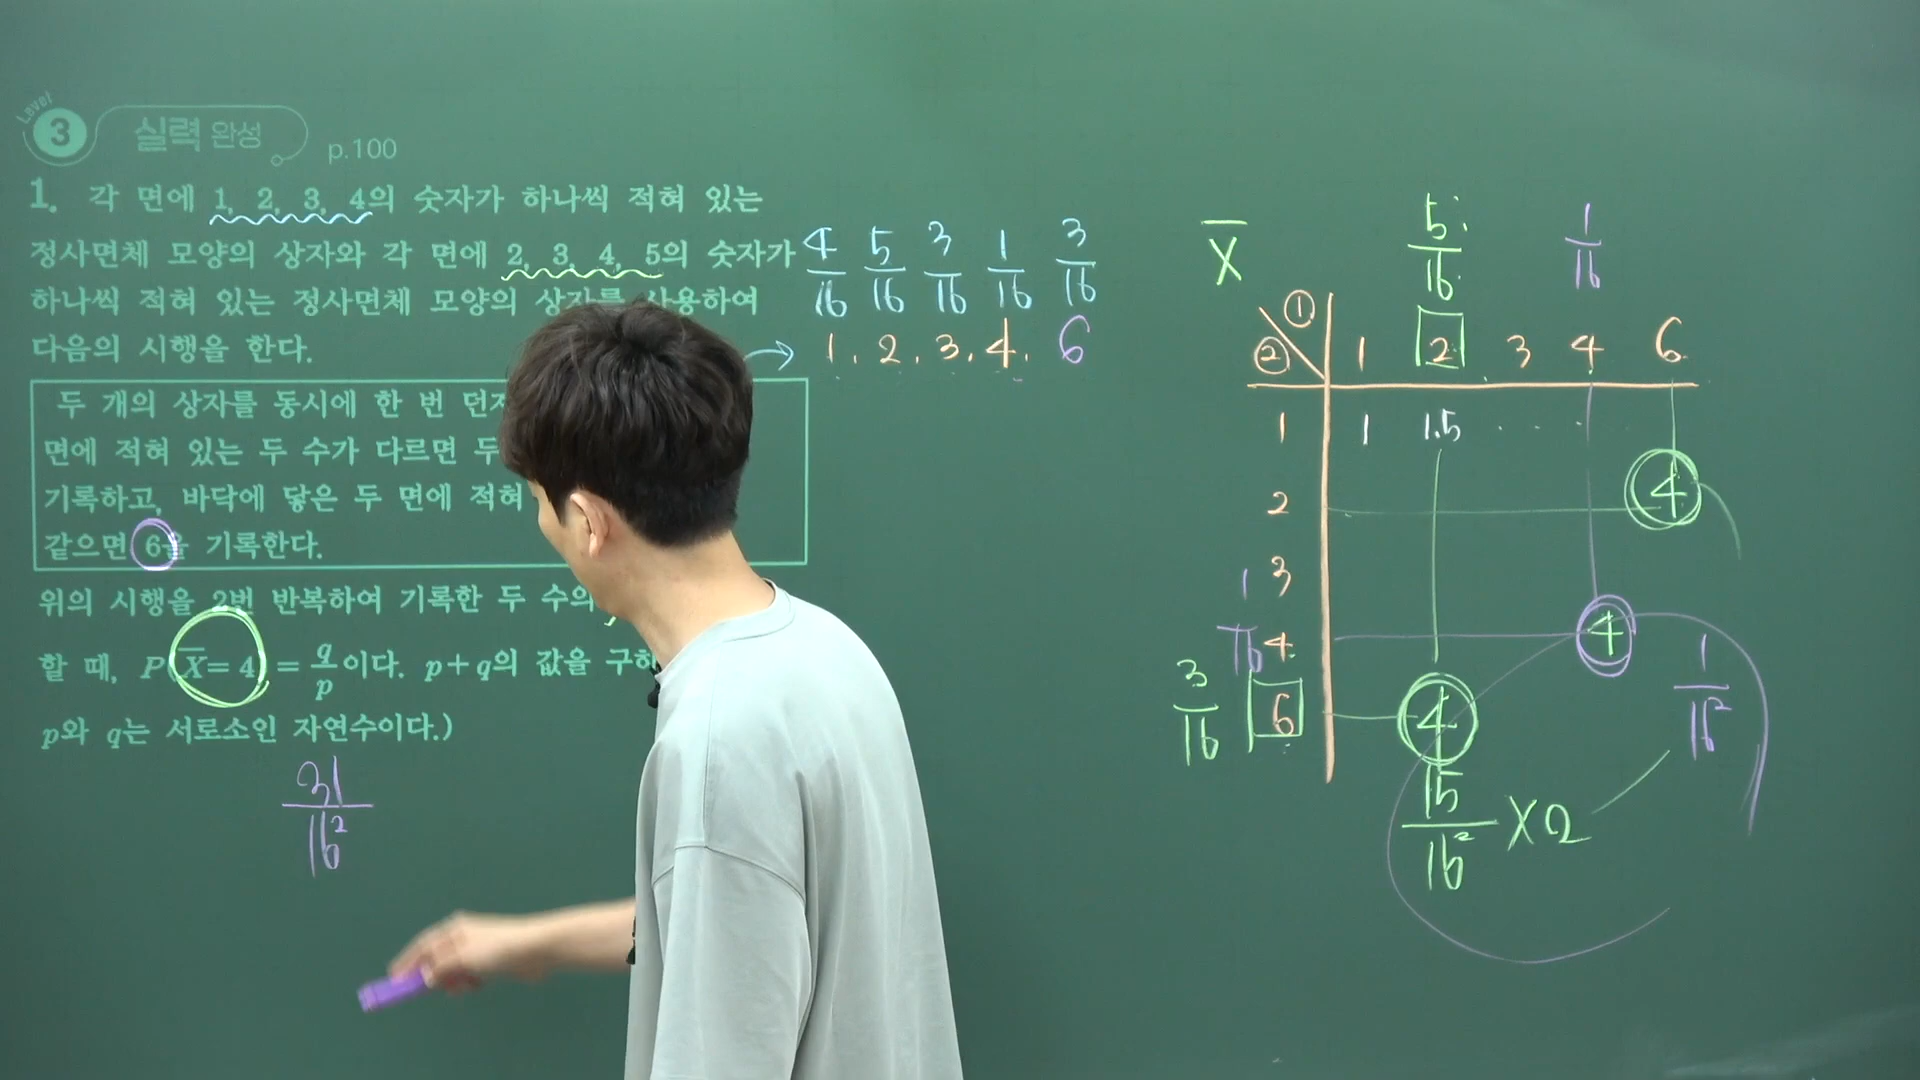 Level 3 실력 완성 p.100
1. 각 면에 1, 2, 3, 4의 숫자가 하나씩 적혀 있는
정사면체 모양의 상자와 각 면에 2, 3, 4, 5의 숫자가
하나씩 적혀 있는 정사면체 모양의 상자를 사용하여
다음의 시행을 한다.
두 개의 상자를 동시에 한 번 던져
면에 적혀 있는 두 수가 다르면 두
기록하고, 바닥에 닿은 두 면에 적혀
같으면 6을 기록한다.
위의 시행을 2번 반복하여 기록한 두 수의
할 때, P(X̄=4)=q/p이다. p+q의 값을 구하
p와 q는 서로소인 자연수이다.)
31/16²
4/16 5/16 3/16 1/16 3/16
→ 1. 2. 3. 4. 6
X̄ 5/16 1/16
② \ ① 1 2 3 4 6
1 1 1.5 · · ·
2 4
3
1/16 4 4 1/16²
3/16 6 4
15/16² ×2